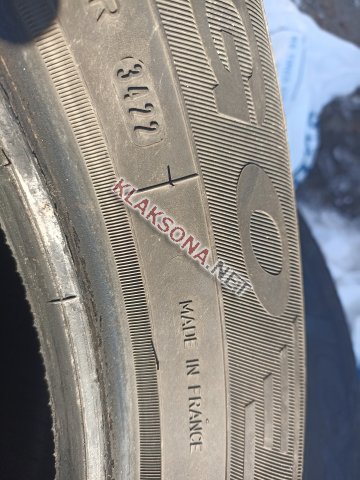 R
3422
KLAKSONA.NET
MADE IN FRANCE